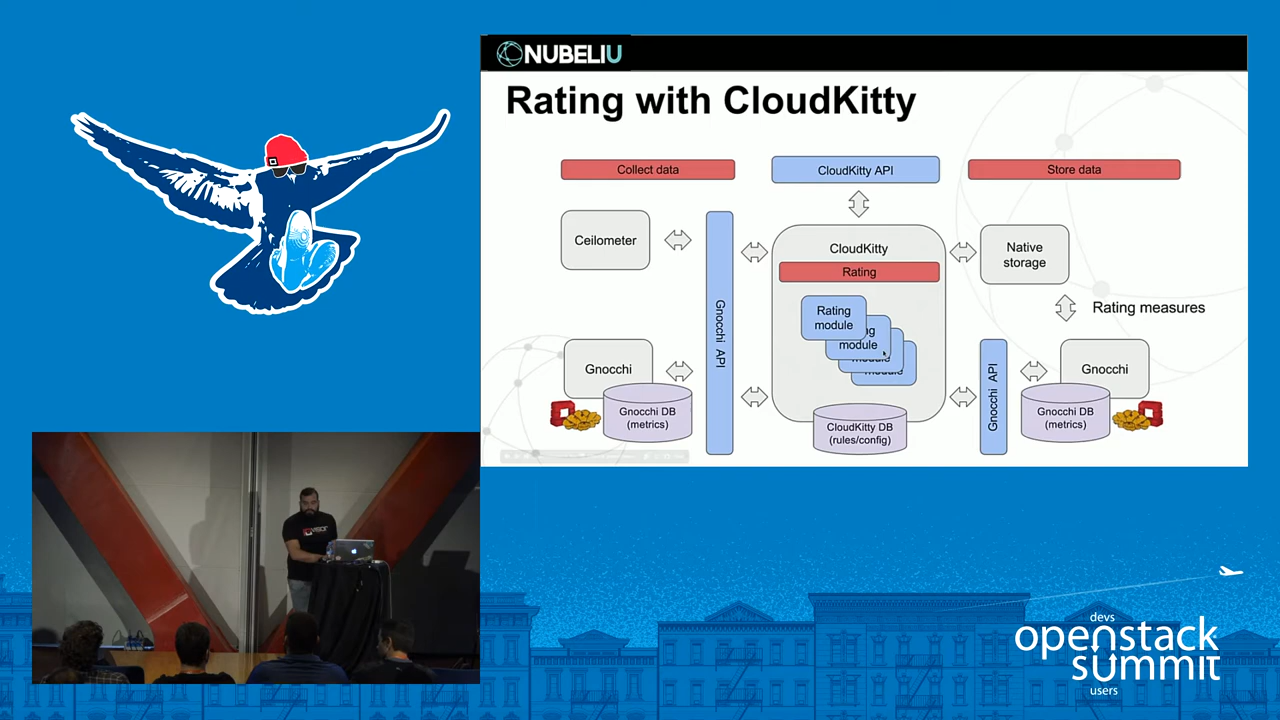 NUBELIU
Rating with CloudKitty
Collect data
CloudKitty API
Store data
Ceilometer
Gnocchi API
CloudKitty
Rating
Rating
module
module
module
module
Native
storage
Rating measures
Gnocchi
Gnocchi DB
(metrics)
CloudKitty DB
(rules/config)
Gnocchi API
Gnocchi
Gnocchi DB
(metrics)
devs
openstack
summit
users